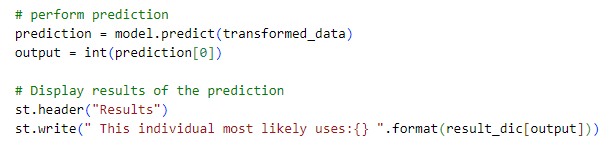 # perform prediction
prediction = model.predict(transformed_data)
output = int(prediction[0])
# Display results of the prediction
st.header("Results")
st.write(" This individual most likely uses:{} ".format(result_dic[output]))